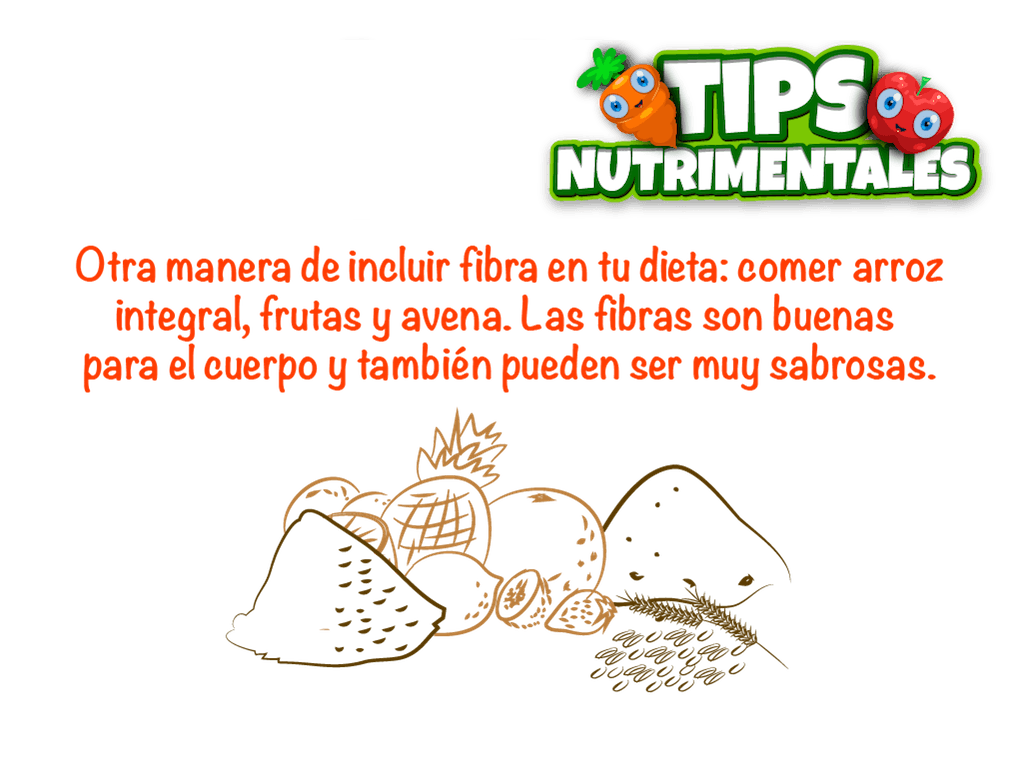 TIPS
NUTRIMENTALES
Otra manera de incluir fibra en tu dieta: comer arroz
integral, frutas y avena. Las fibras son buenas
para el cuerpo y también pueden ser muy sabrosas.